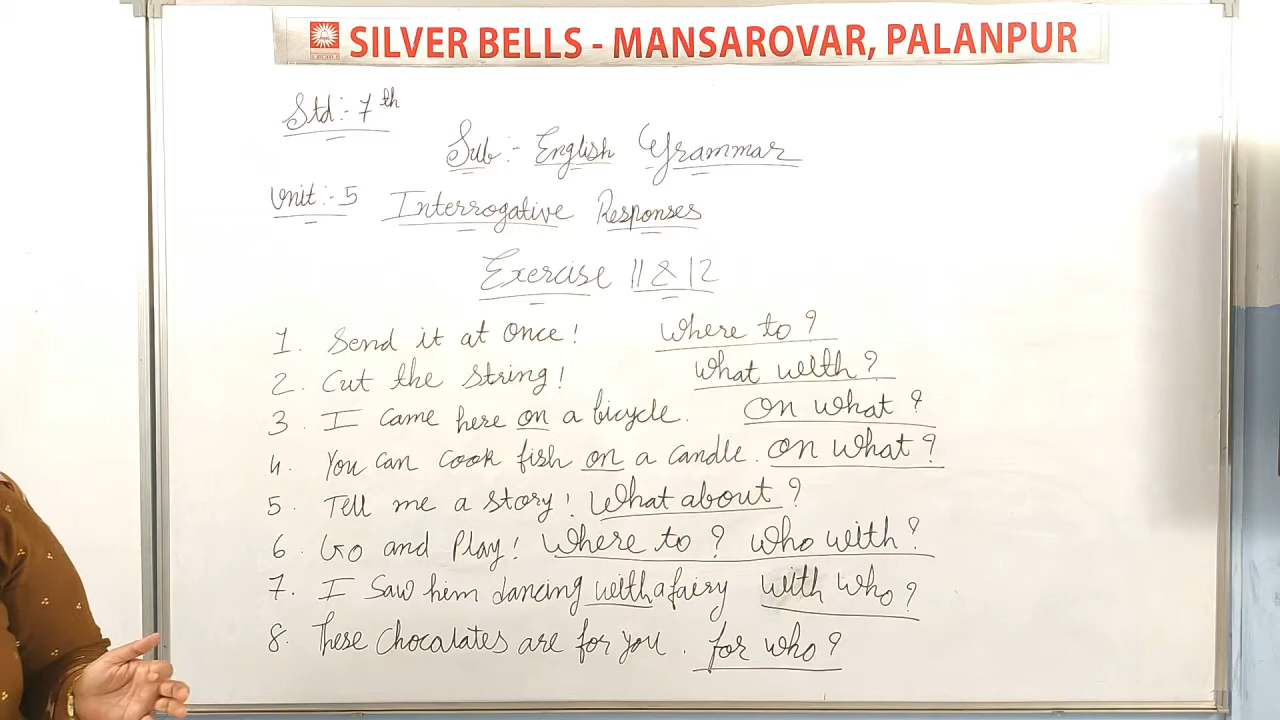 SILVER BELLS - MANSAROVAR, PALANPUR
Std:- 7th
Sub:- English Grammar
Unit:- 5 Interrogative Responses
Exercise 11 & 12
1. Send it at once! Where to?
2. Cut the string! What with?
3. I came here on a bicycle. On what?
4. You can cook fish on a candle. On what?
5. Tell me a story! What about?
6. Go and Play! Where to? Who with?
7. I saw him dancing with a fairy with who?
8. These chocalates are for you. for who?